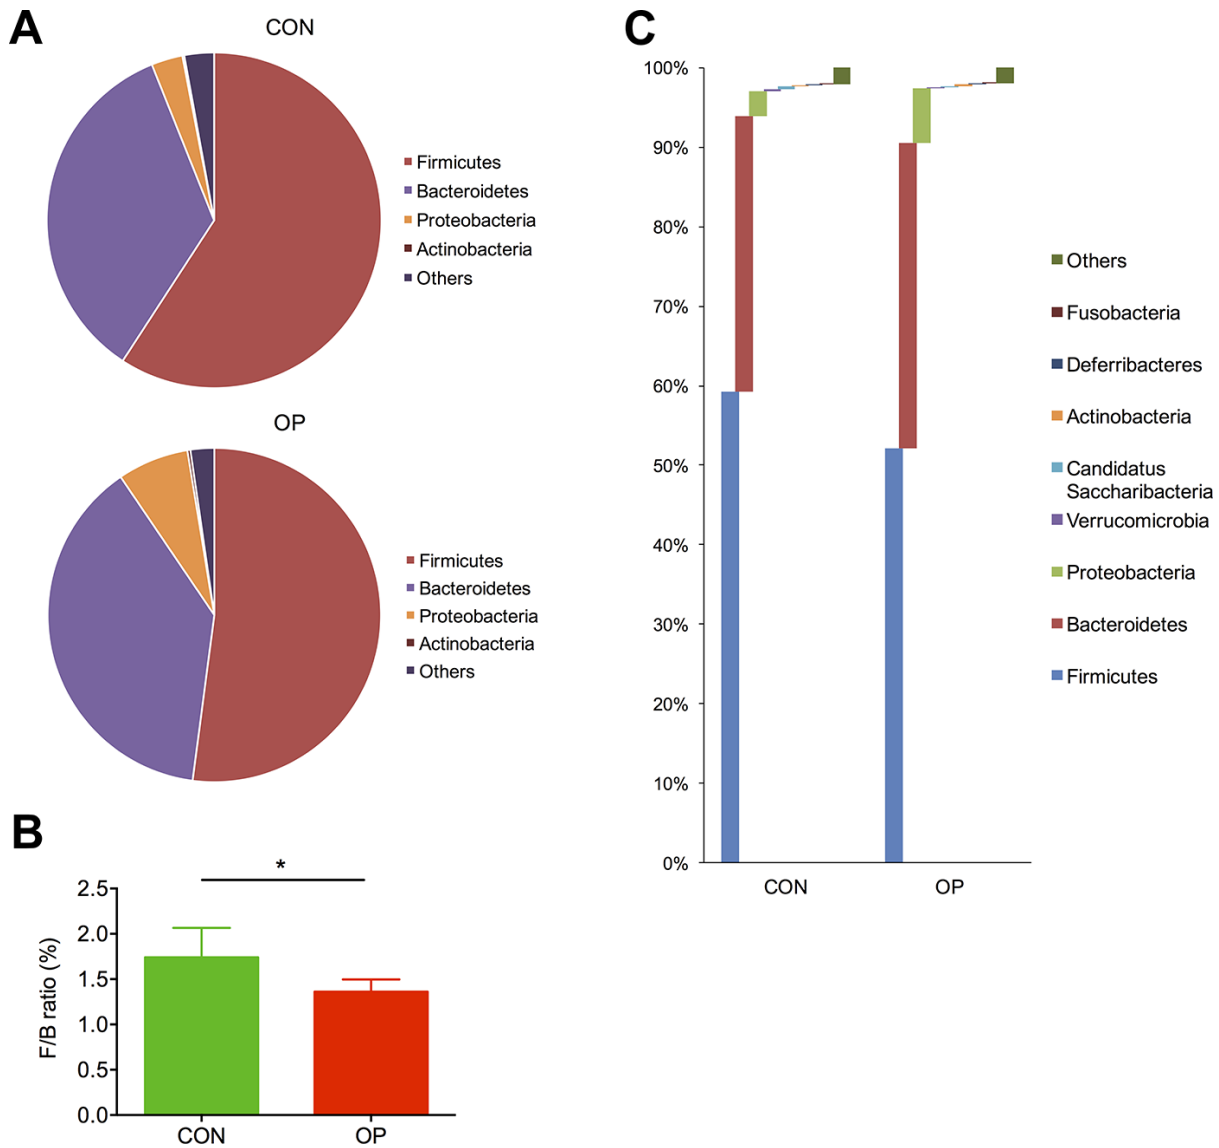 A
CON
Firmicutes
Bacteroidetes
Proteobacteria
Actinobacteria
Others
OP
Firmicutes
Bacteroidetes
Proteobacteria
Actinobacteria
Others
B
*
F/B ratio (%)
2.5
2.0
1.5
1.0
0.5
0.0
CON
OP
C
100%
90%
80%
70%
60%
50%
40%
30%
20%
10%
0%
CON
OP
Others
Fusobacteria
Deferribacteres
Actinobacteria
Candidatus
Saccharibacteria
Verrucomicrobia
Proteobacteria
Bacteroidetes
Firmicutes